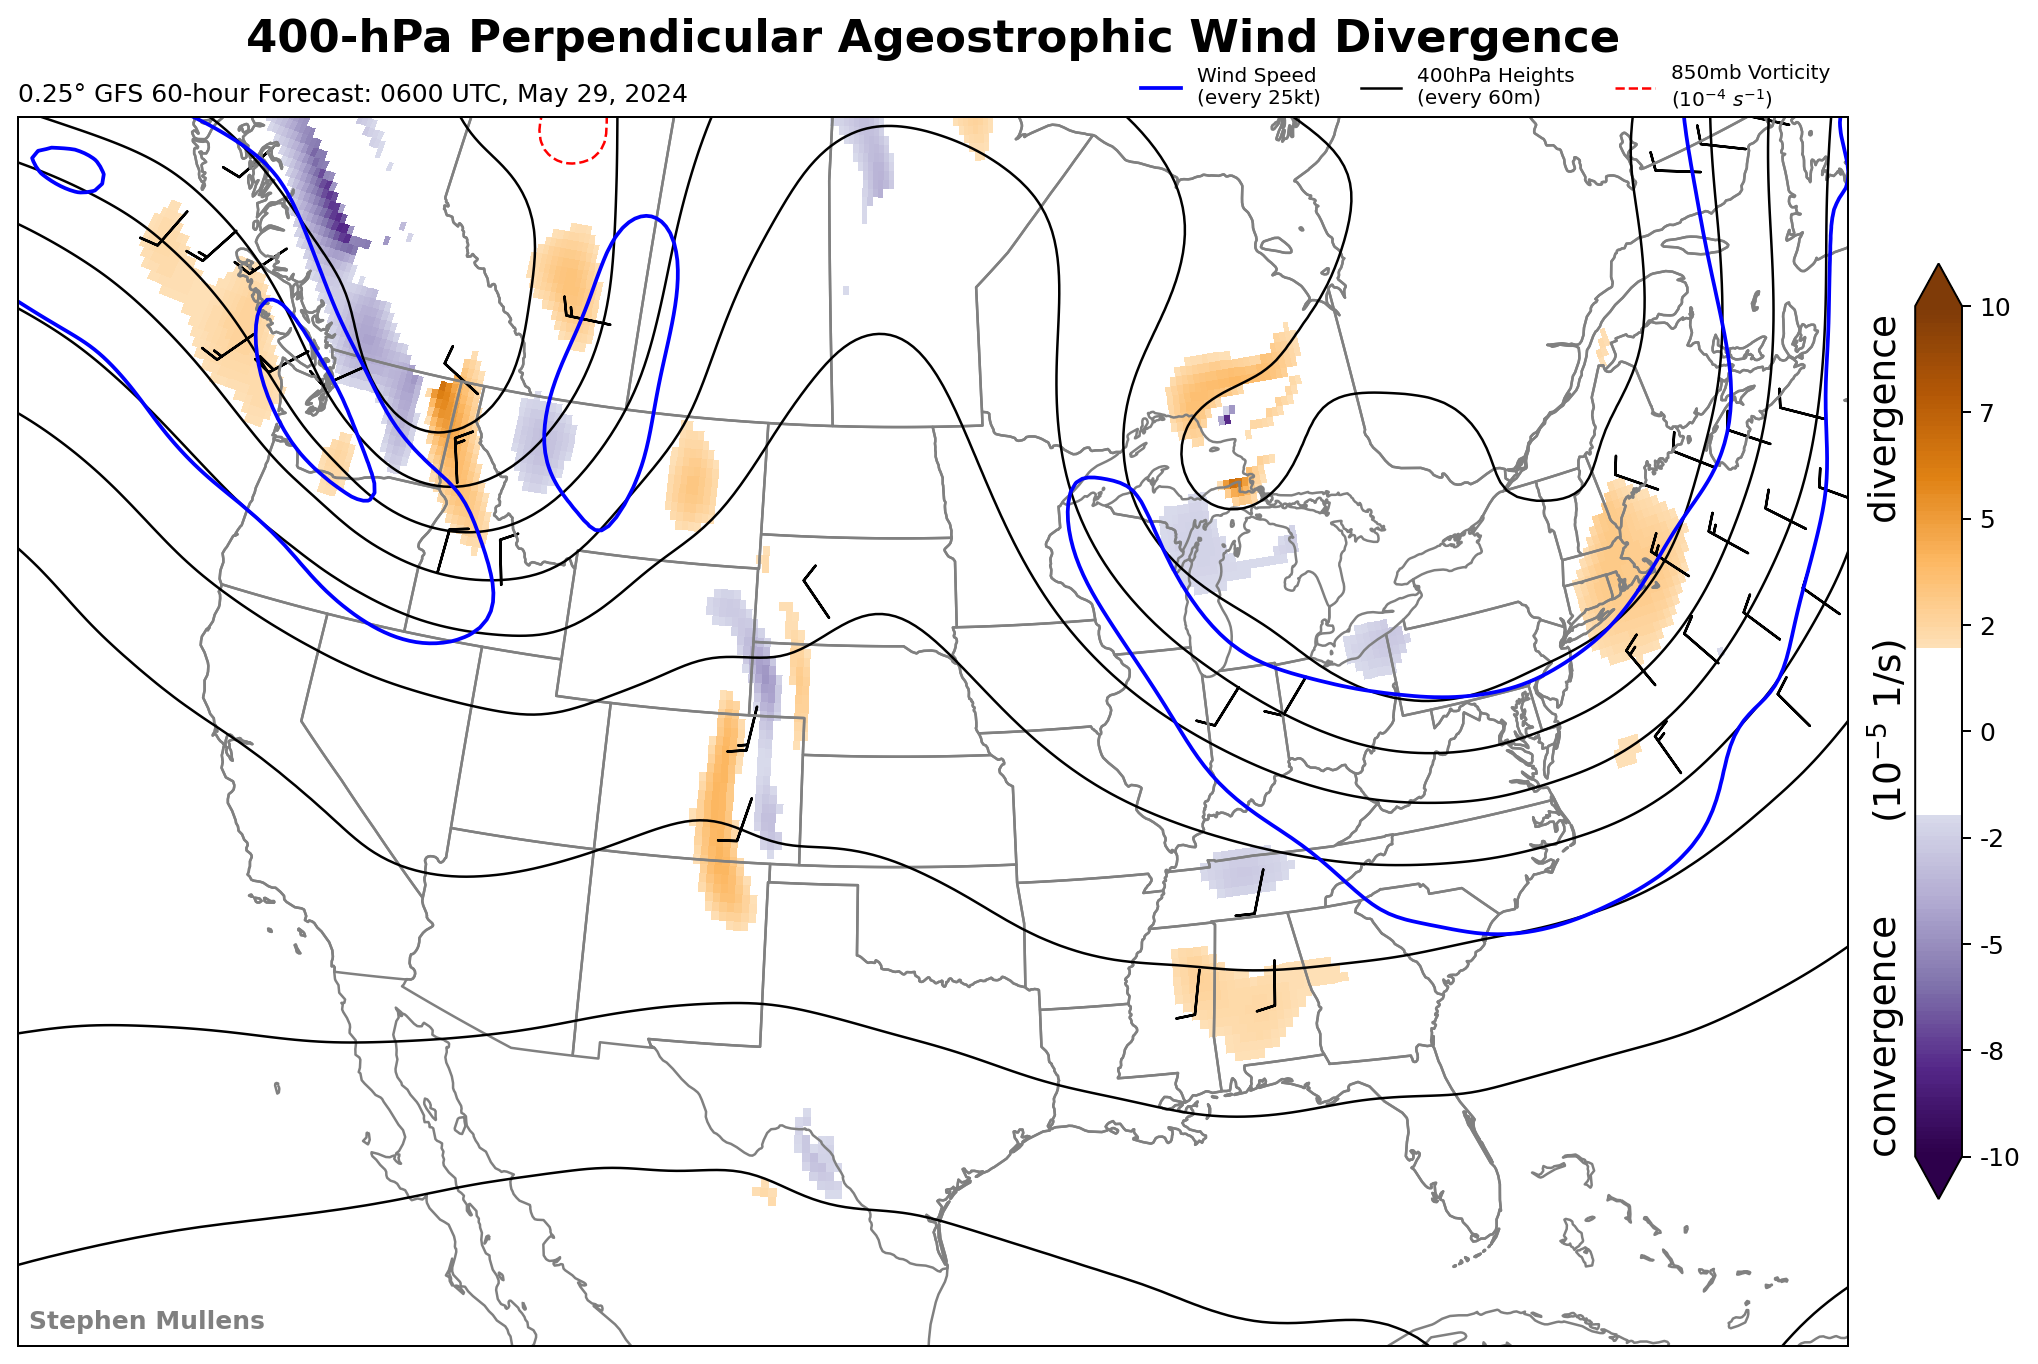 400-hPa Perpendicular Ageostrophic Wind Divergence
0.25° GFS 60-hour Forecast: 0600 UTC, May 29, 2024
Wind Speed
(every 25kt)
400hPa Heights
(every 60m)
850mb Vorticity
(10⁻⁴ s⁻¹)
10
7
5
2
0
-2
-5
-8
-10
convergence (10⁻⁵ 1/s) divergence
Stephen Mullens